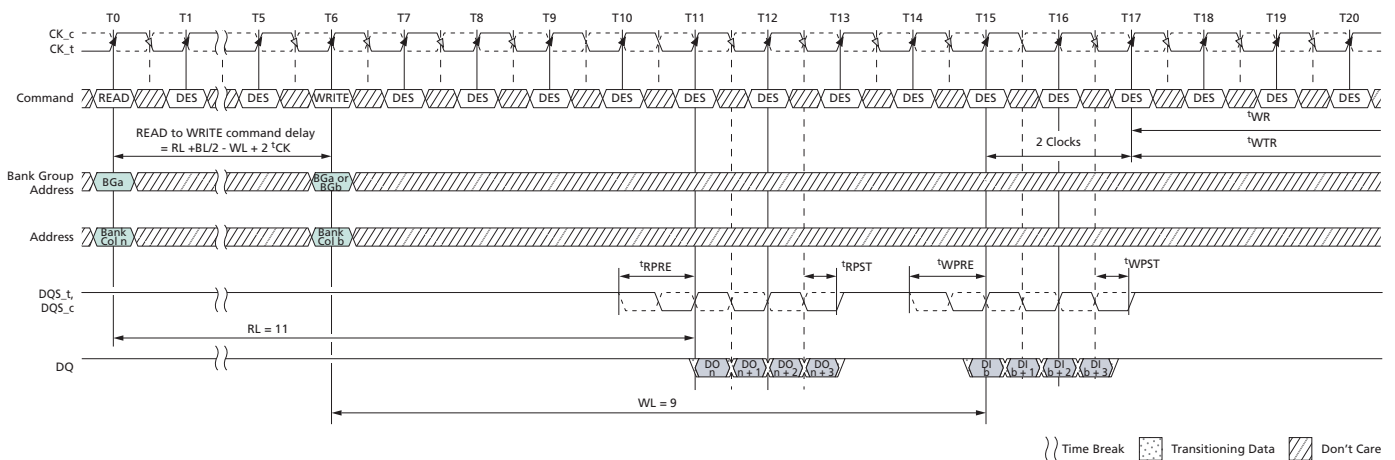 T0 T1 T5 T6 T7 T8 T9 T10 T11 T12 T13 T14 T15 T16 T17 T18 T19 T20
CK_c
CK_t
Command READ DES DES WRITE DES DES DES DES DES DES DES DES DES DES DES DES DES DES
tWR
READ to WRITE command delay
= RL +BL/2 - WL + 2 tCK
2 Clocks
tWTR
Bank Group
Address
BGa
BGa or
BGb
Address
Bank
Col n
Bank
Col b
tRPRE tRPST tWPRE tWPST
DQS_t,
DQS_c
RL = 11
DQ
DO
n
DO
n + 1
DO
n + 2
DO
n + 3
DI
b
DI
b + 1
DI
b + 2
DI
b + 3
WL = 9
Time Break Transitioning Data Don't Care